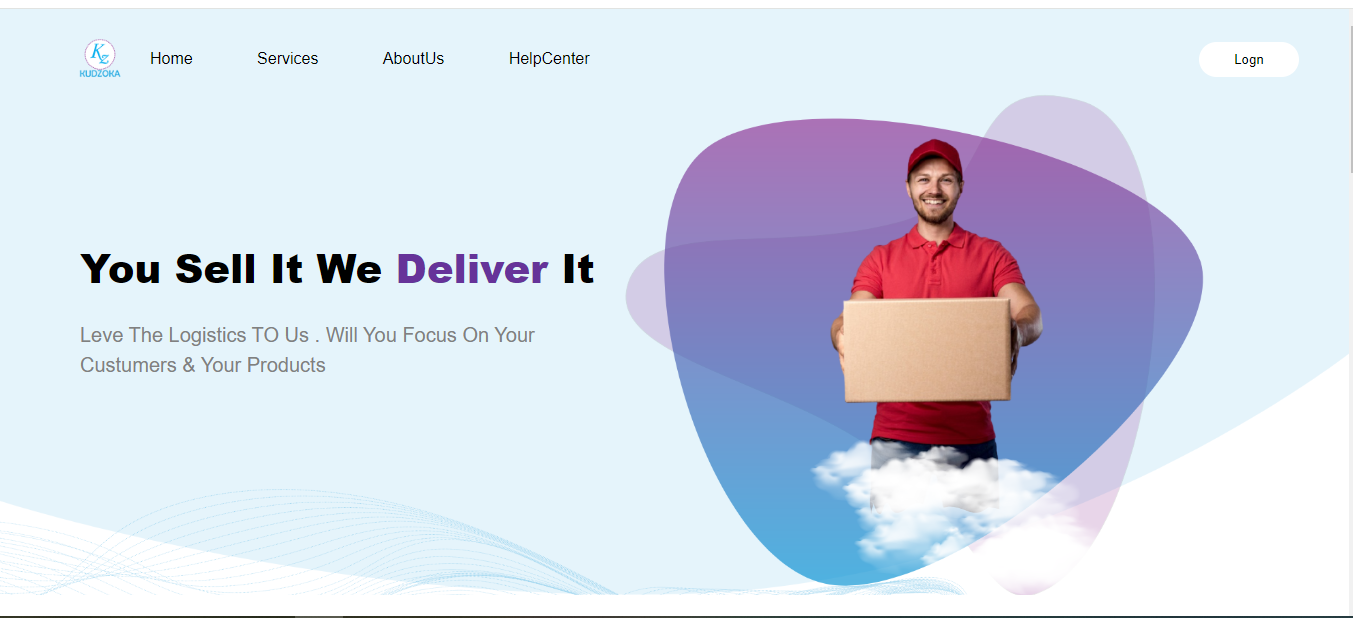 Kz
KUDZOKA
Home Services AboutUs HelpCenter Logn
You Sell It We Deliver It
Leve The Logistics TO Us . Will You Focus On Your
Custumers & Your Products